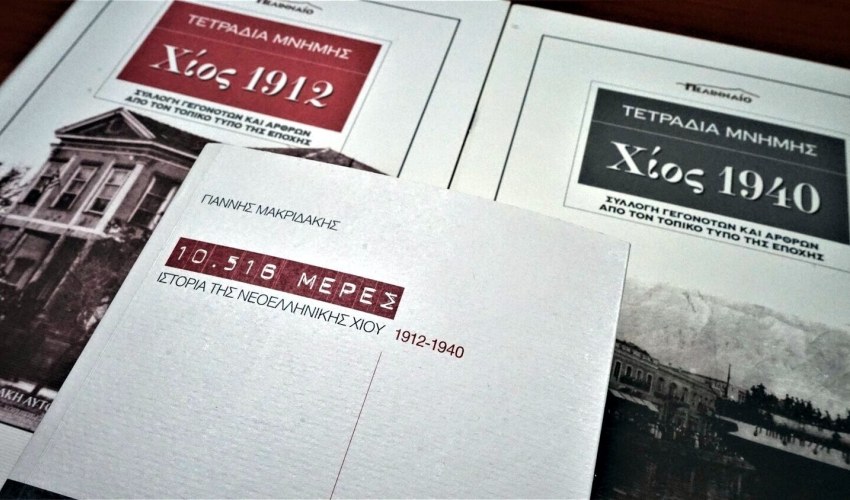 ΠΕΛΙΝΝΑΙΟ
ΤΕΤΡΑΔΙΑ ΜΝΗΜΗΣ
Χίος 1912
ΣΥΛΛΟΓΗ ΓΕΓΟΝΟΤΩΝ ΚΑΙ ΑΡΘΡΩΝ
ΑΠΟ ΤΟΝ ΤΟΠΙΚΟ ΤΥΠΟ ΤΗΣ ΕΠΟΧΗΣ
ΠΕΛΙΝΝΑΙΟ
ΤΕΤΡΑΔΙΑ ΜΝΗΜΗΣ
Χίος 1940
ΣΥΛΛΟΓΗ ΓΕΓΟΝΟΤΩΝ ΚΑΙ ΑΡΘΡΩΝ
ΑΠΟ ΤΟΝ ΤΟΠΙΚΟ ΤΥΠΟ ΤΗΣ ΕΠΟΧΗΣ
ΓΙΑΝΝΗΣ ΜΑΚΡΙΔΑΚΗΣ
10.516 ΜΕΡΕΣ
ΙΣΤΟΡΙΑ ΤΗΣ ΝΕΟΕΛΛΗΝΙΚΗΣ ΧΙΟΥ 1912-1940